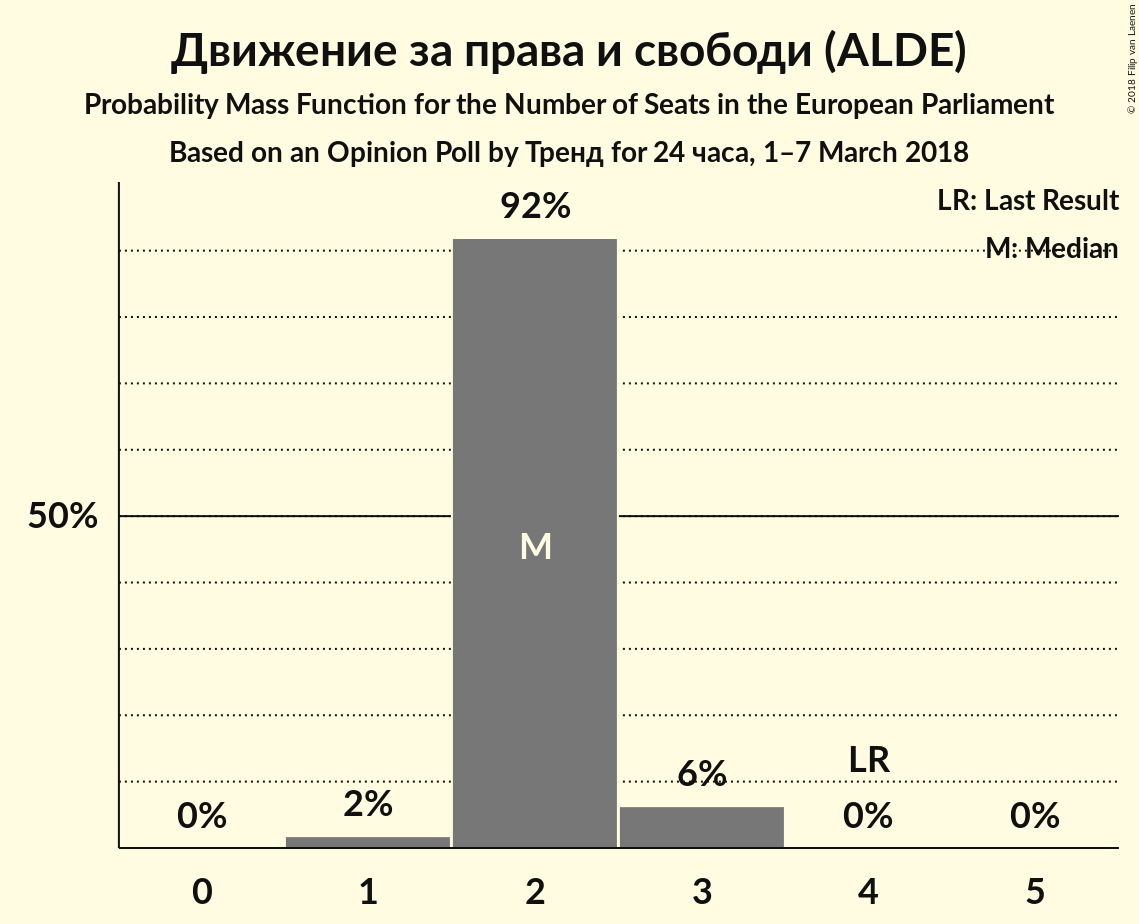 Движение за права и свободи (ALDE)
Probability Mass Function for the Number of Seats in the European Parliament
Based on an Opinion Poll by Тренд for 24 часа, 1–7 March 2018
© 2018 Filip van Laenen
LR: Last Result
M: Median
92%
50%
M
LR
6%
2%
0%
0%
0%
0
1
2
3
4
5